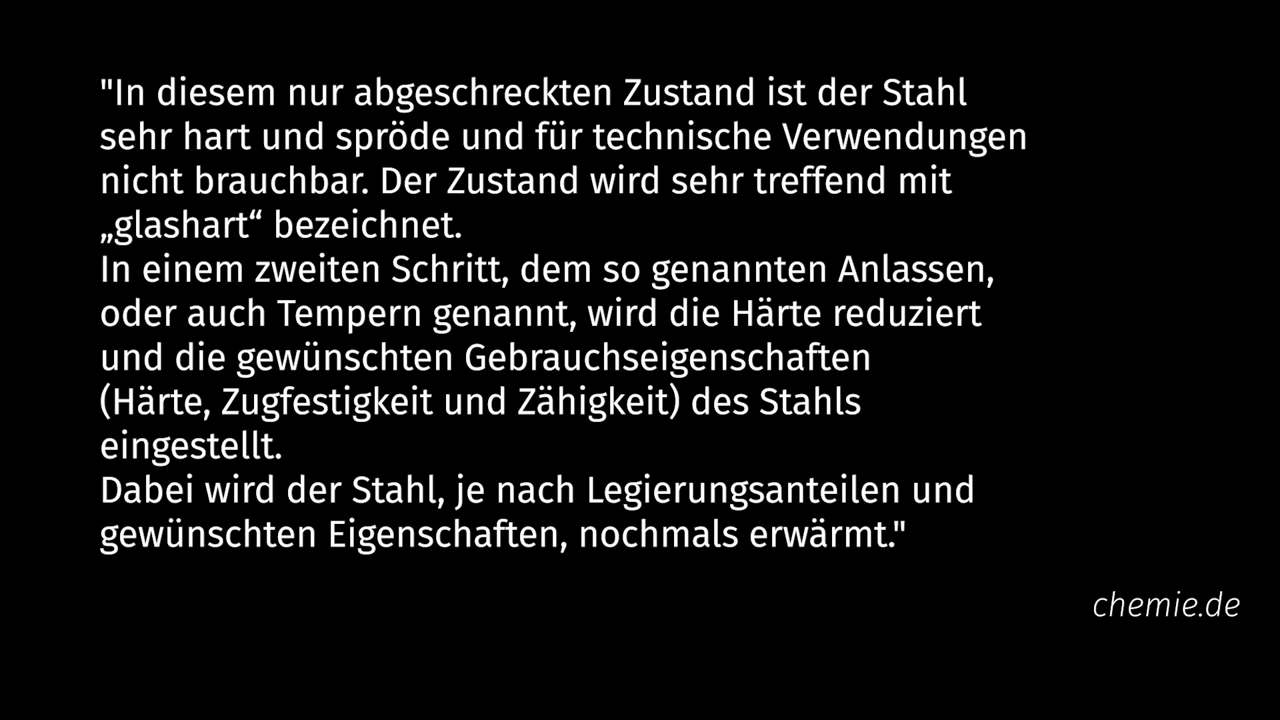 "In diesem nur abgeschreckten Zustand ist der Stahl
sehr hart und spröde und für technische Verwendungen
nicht brauchbar. Der Zustand wird sehr treffend mit
„glashart“ bezeichnet.
In einem zweiten Schritt, dem so genannten Anlassen,
oder auch Tempern genannt, wird die Härte reduziert
und die gewünschten Gebrauchseigenschaften
(Härte, Zugfestigkeit und Zähigkeit) des Stahls
eingestellt.
Dabei wird der Stahl, je nach Legierungsanteilen und
gewünschten Eigenschaften, nochmals erwärmt."
chemie.de